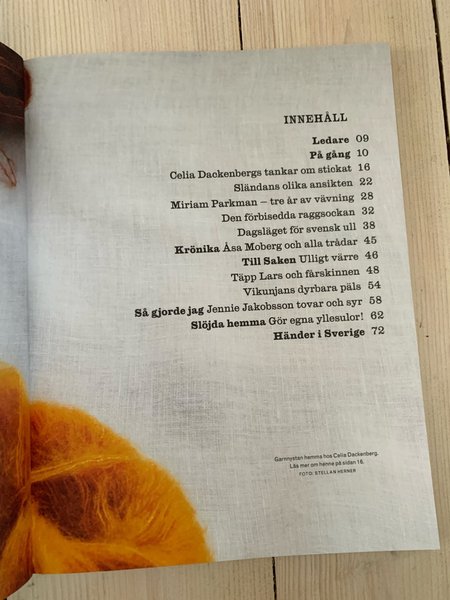 INNEHÅLL
Ledare 09
På gång 10
Celia Dackenbergs tankar om stickat 16
Sländans olika ansikten 22
Miriam Parkman – tre år av vävning 28
Den förbisedda raggsockan 32
Dagsläget för svensk ull 38
Krönika Åsa Moberg och alla trådar 45
Till Saken Ulligt värre 46
Täpp Lars och fårskinnen 48
Vikunjans dyrbara päls 54
Så gjorde jag Jennie Jakobsson tovar och syr 58
Slöjda hemma Gör egna yllesulor! 62
Händer i Sverige 72
Garnnystan hemma hos Celia Dackenberg.
Läs mer om henne på sidan 16.
FOTO: STELLAN HERNER